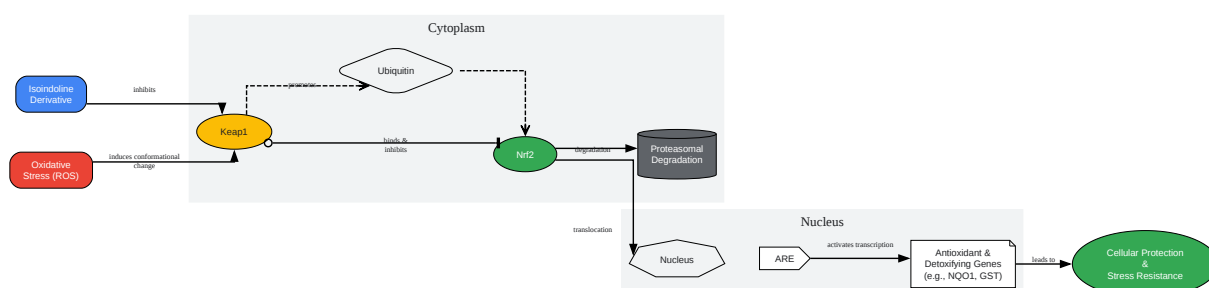 Cytoplasm
Isoindoline
Derivative
inhibits
Oxidative
Stress (ROS)
induces conformational
change
Keap1
promotes
Ubiquitin
binds &
inhibits
Nrf2
degradation
Proteasomal
Degradation
translocation
Nucleus
Nucleus
ARE
activates transcription
Antioxidant &
Detoxifying Genes
(e.g., NQO1, GST)
leads to
Cellular Protection
&
Stress Resistance